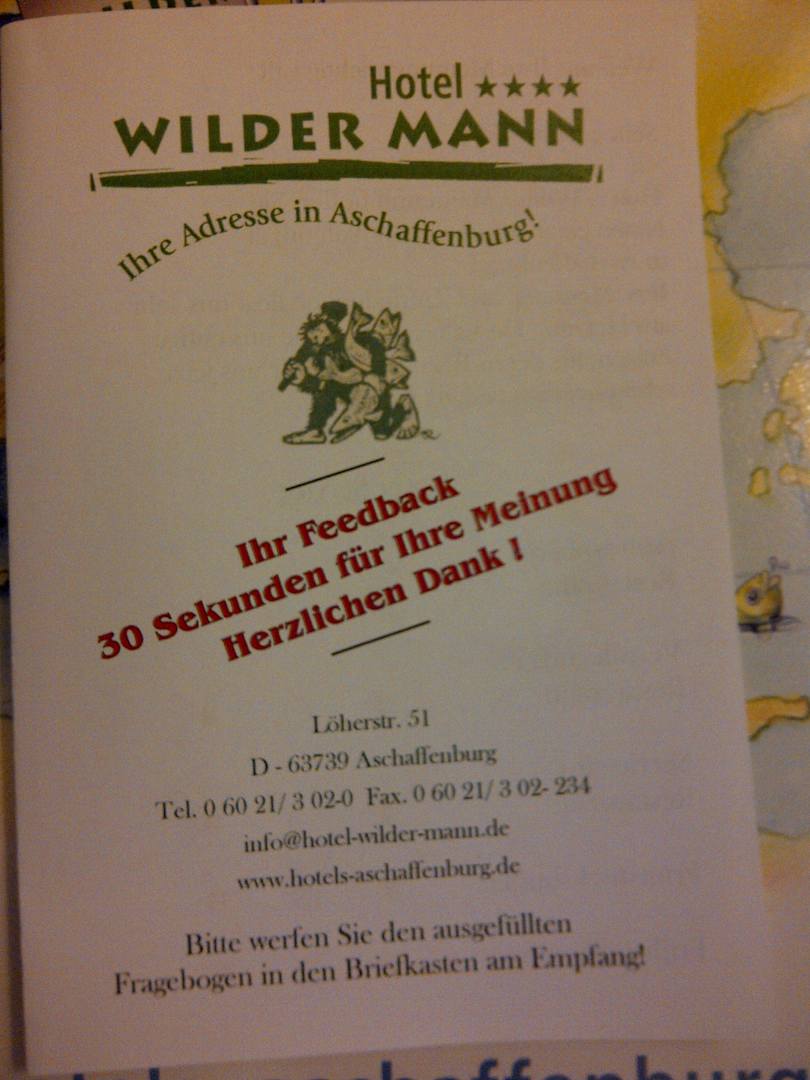 Hotel ★★★★
WILDER MANN
Ihre Adresse in Aschaffenburg!
Ihr Feedback
30 Sekunden für Ihre Meinung
Herzlichen Dank !
Löherstr. 51
D - 63739 Aschaffenburg
Tel. 0 60 21/ 3 02-0 Fax. 0 60 21/ 3 02- 234
info@hotel-wilder-mann.de
www.hotels-aschaffenburg.de
Bitte werfen Sie den ausgefüllten
Fragebogen in den Briefkasten am Empfang!